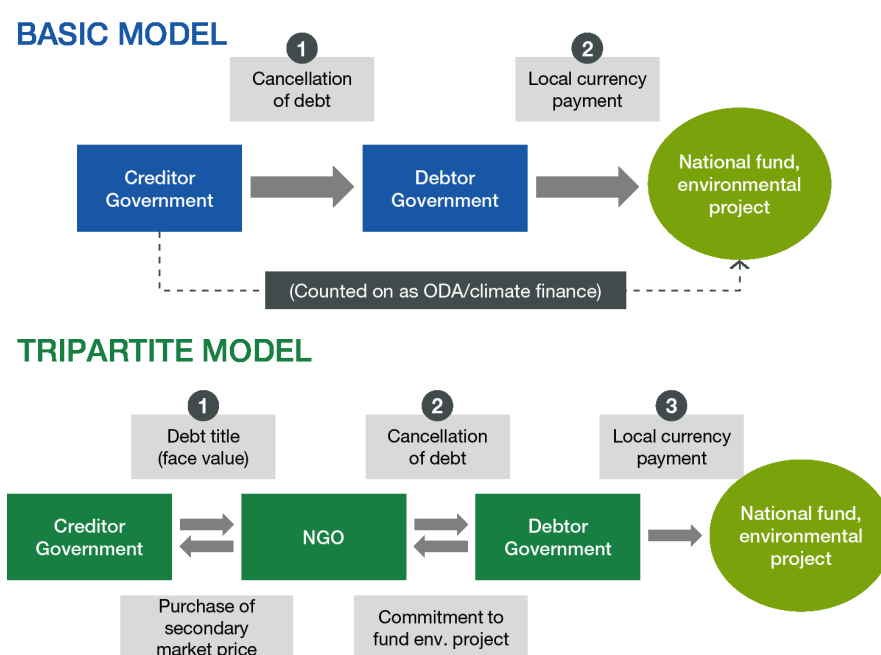 BASIC MODEL
1
2
Cancellation
of debt
Local currency
payment
Creditor
Government
Debtor
Government
National fund,
environmental
project
(Counted on as ODA/climate finance)
TRIPARTITE MODEL
1
2
3
Debt title
(face value)
Cancellation
of debt
Local currency
payment
Creditor
Government
NGO
Debtor
Government
National fund,
environmental
project
Purchase of
secondary
market price
Commitment to
fund env. project